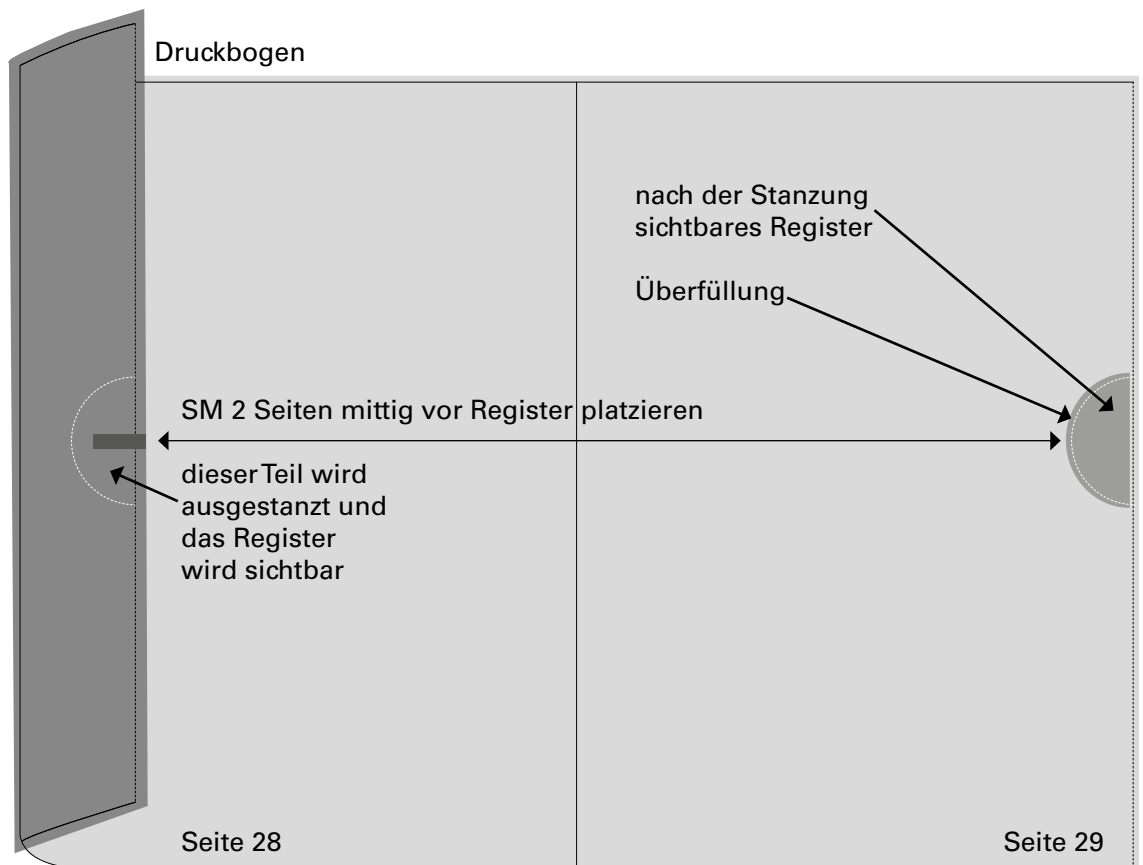 Druckbogen
nach der Stanzung
sichtbares Register
Überfüllung
SM 2 Seiten mittig vor Register platzieren
dieser Teil wird
ausgestanzt und
das Register
wird sichtbar
Seite 28
Seite 29